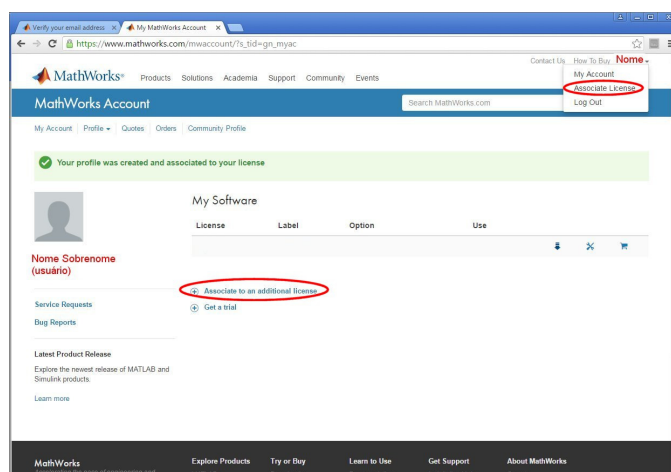 Verify your email address
My MathWorks Account
https://www.mathworks.com/mwaccount/?s_tid=gn_myac
Contact Us How To Buy Nome
MathWorks® Products Solutions Academia Support Community Events
My Account
Associate License
Log Out
MathWorks Account
Search MathWorks.com
My Account Profile Quotes Orders Community Profile
Your profile was created and associated to your license
My Software
License Label Option Use
Nome Sobrenome
(usuário)
Associate to an additional license
Get a trial
Service Requests
Bug Reports
Latest Product Release
Explore the newest release of MATLAB and
Simulink products.
Learn more
MathWorks Explore Products Try or Buy Learn to Use Get Support About MathWorks